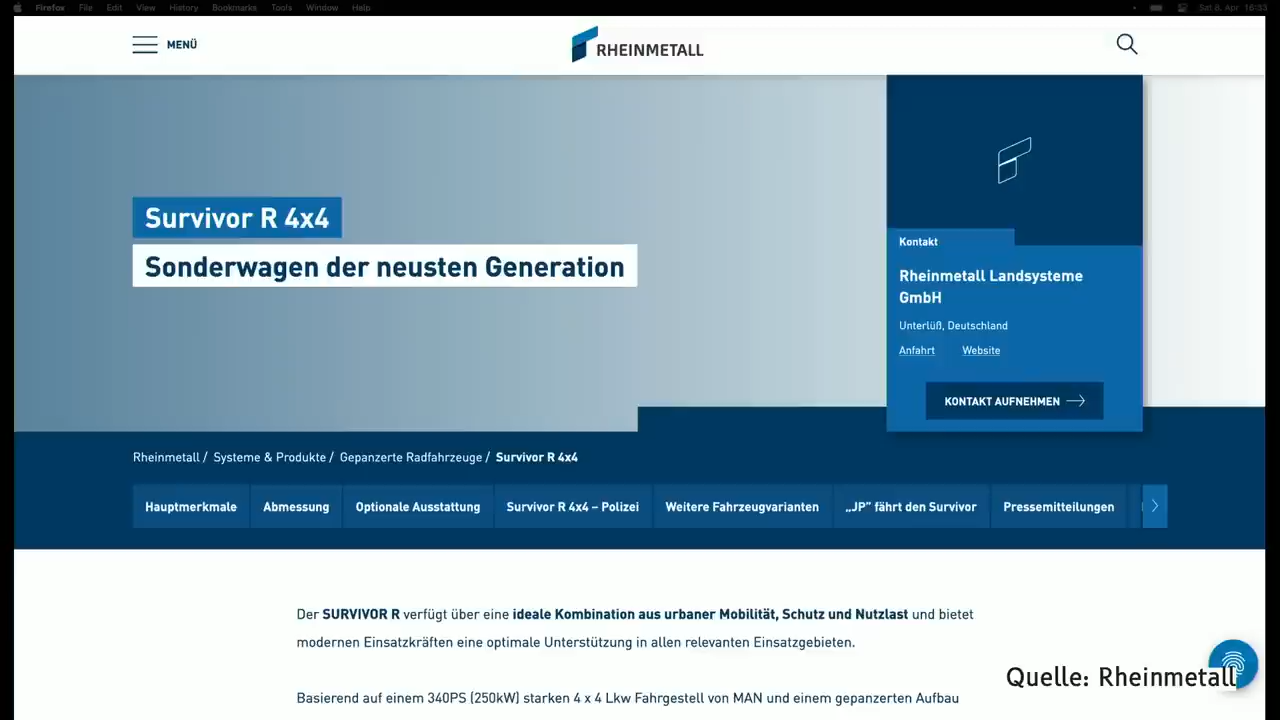 Firefox File Edit View History Bookmarks Tools Window Help Sat 8. Apr 16:33
MENÜ
RHEINMETALL
Survivor R 4x4
Sonderwagen der neusten Generation
Kontakt
Rheinmetall Landsysteme
GmbH
Unterlüß, Deutschland
Anfahrt Website
KONTAKT AUFNEHMEN
Rheinmetall / Systeme & Produkte / Gepanzerte Radfahrzeuge / Survivor R 4x4
Hauptmerkmale Abmessung Optionale Ausstattung Survivor R 4x4 – Polizei Weitere Fahrzeugvarianten „JP” fährt den Survivor Pressemitteilungen
Der SURVIVOR R verfügt über eine ideale Kombination aus urbaner Mobilität, Schutz und Nutzlast und bietet
modernen Einsatzkräften eine optimale Unterstützung in allen relevanten Einsatzgebieten.
Basierend auf einem 340PS (250kW) starken 4 x 4 Lkw Fahrgestell von MAN und einem gepanzerten Aufbau
Quelle: Rheinmetall